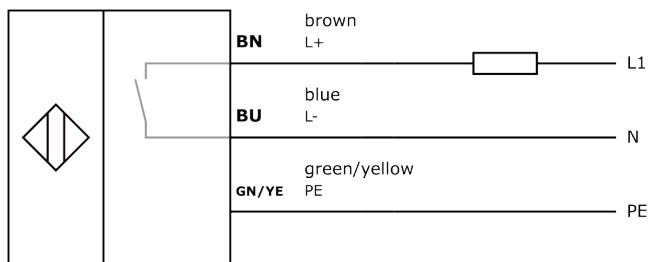 brown
BN L+
L1
blue
BU L-
N
green/yellow
GN/YE PE
PE